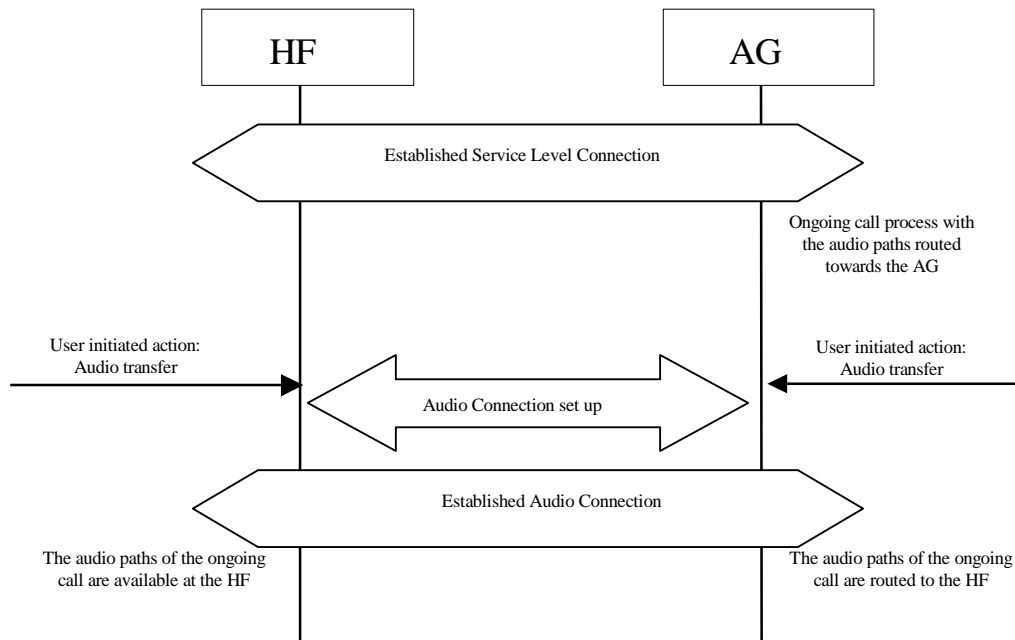 HF
AG
Established Service Level Connection
Ongoing call process with
the audio paths routed
towards the AG
User initiated action:
Audio transfer
User initiated action:
Audio transfer
Audio Connection set up
Established Audio Connection
The audio paths of the ongoing
call are available at the HF
The audio paths of the ongoing
call are routed to the HF